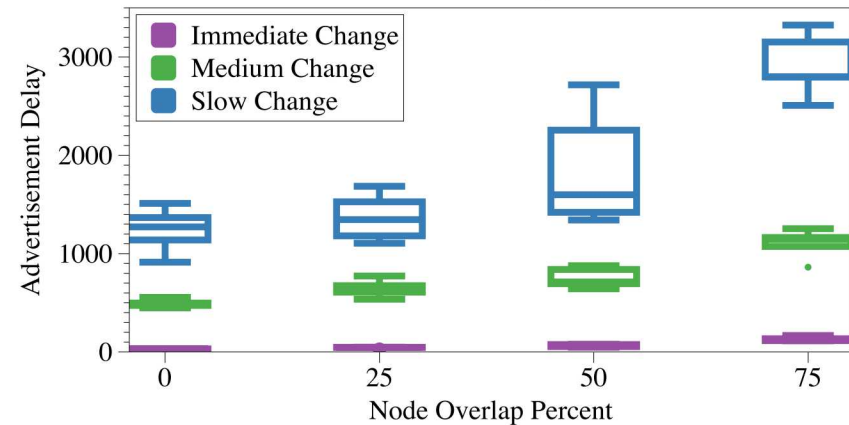 Immediate Change
Medium Change
Slow Change
Advertisement Delay
3000
2000
1000
0
0 25 50 75
Node Overlap Percent